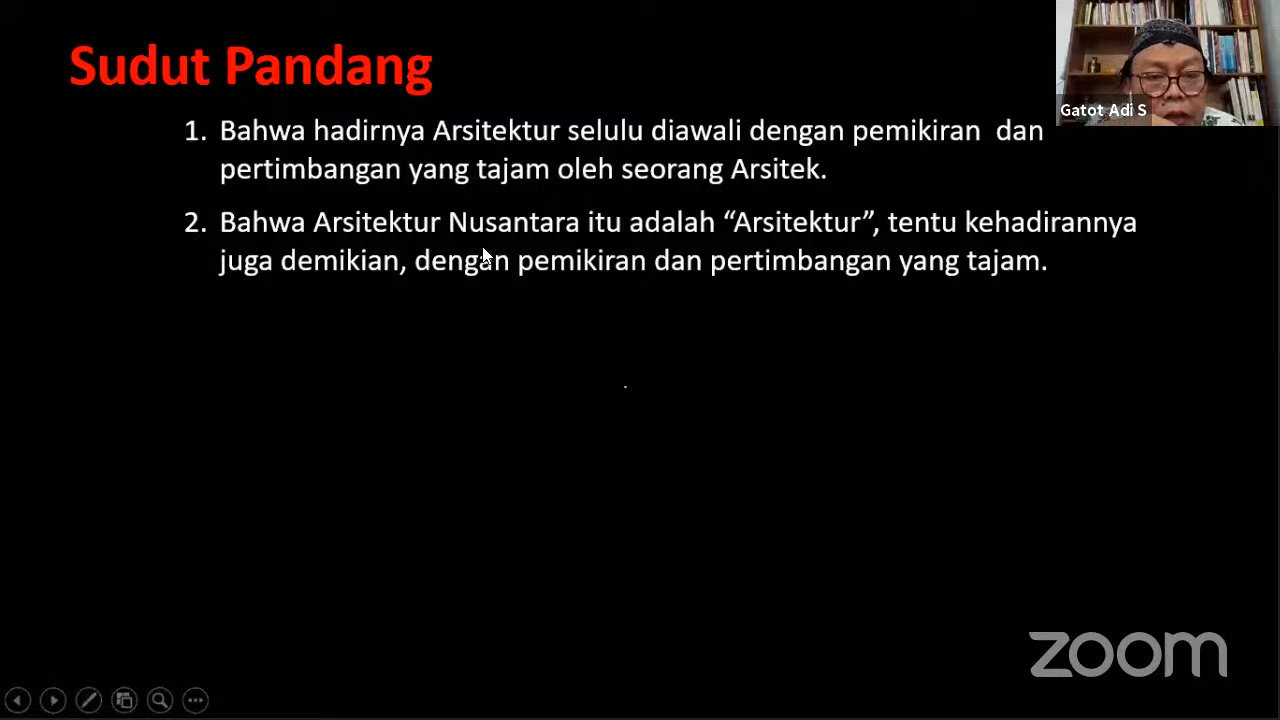 Sudut Pandang
Gatot Adi S
1. Bahwa hadirnya Arsitektur selulu diawali dengan pemikiran dan
pertimbangan yang tajam oleh seorang Arsitek.
2. Bahwa Arsitektur Nusantara itu adalah “Arsitektur”, tentu kehadirannya
juga demikian, dengan pemikiran dan pertimbangan yang tajam.
zoom